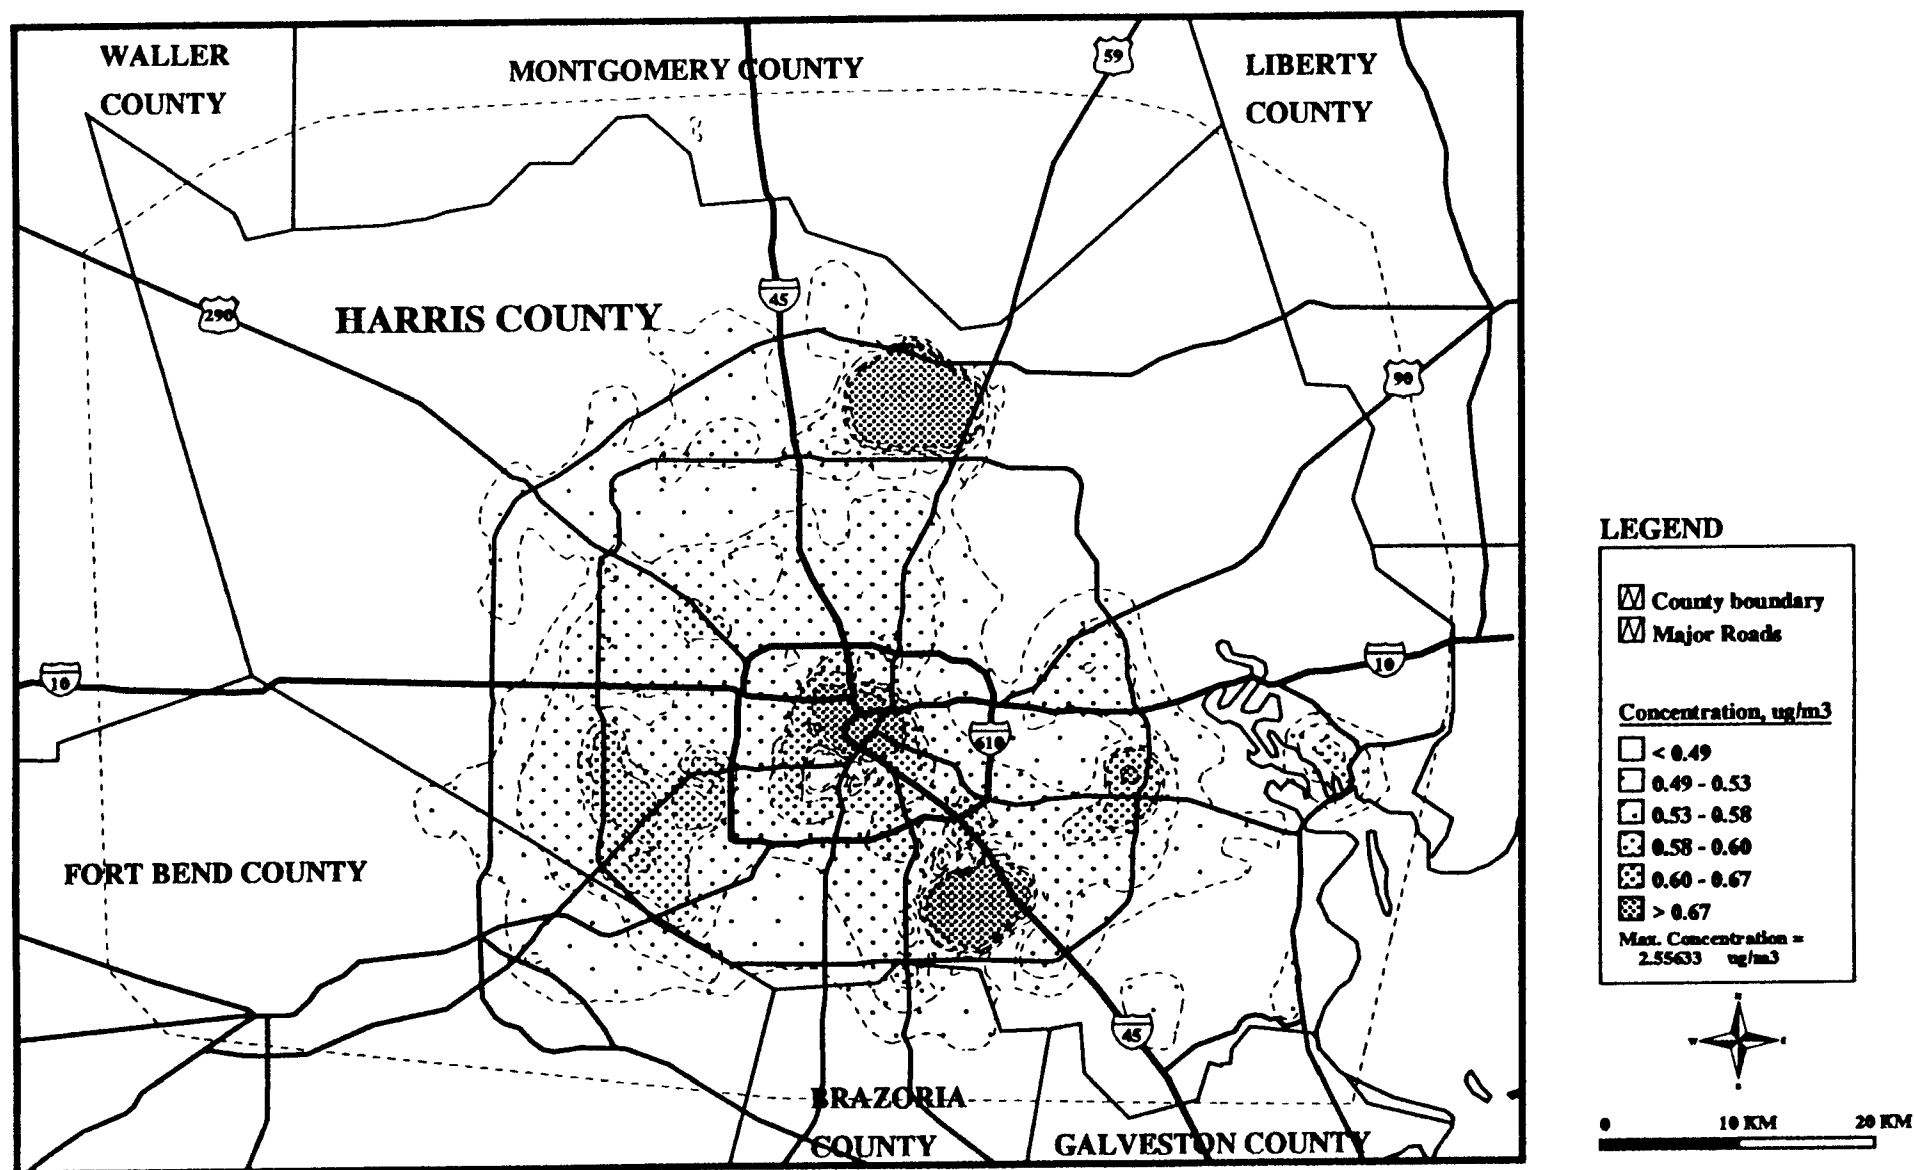 WALLER
COUNTY
MONTGOMERY COUNTY
59
LIBERTY
COUNTY
290
HARRIS COUNTY
45
90
10
10
610
FORT BEND COUNTY
45
BRAZORIA
COUNTY
GALVESTON COUNTY
LEGEND
County boundary
Major Roads
Concentration, ug/m3
< 0.49
0.49 - 0.53
0.53 - 0.58
0.58 - 0.60
0.60 - 0.67
> 0.67
Max. Concentration =
2.55633 ug/m3
0 10 KM 20 KM